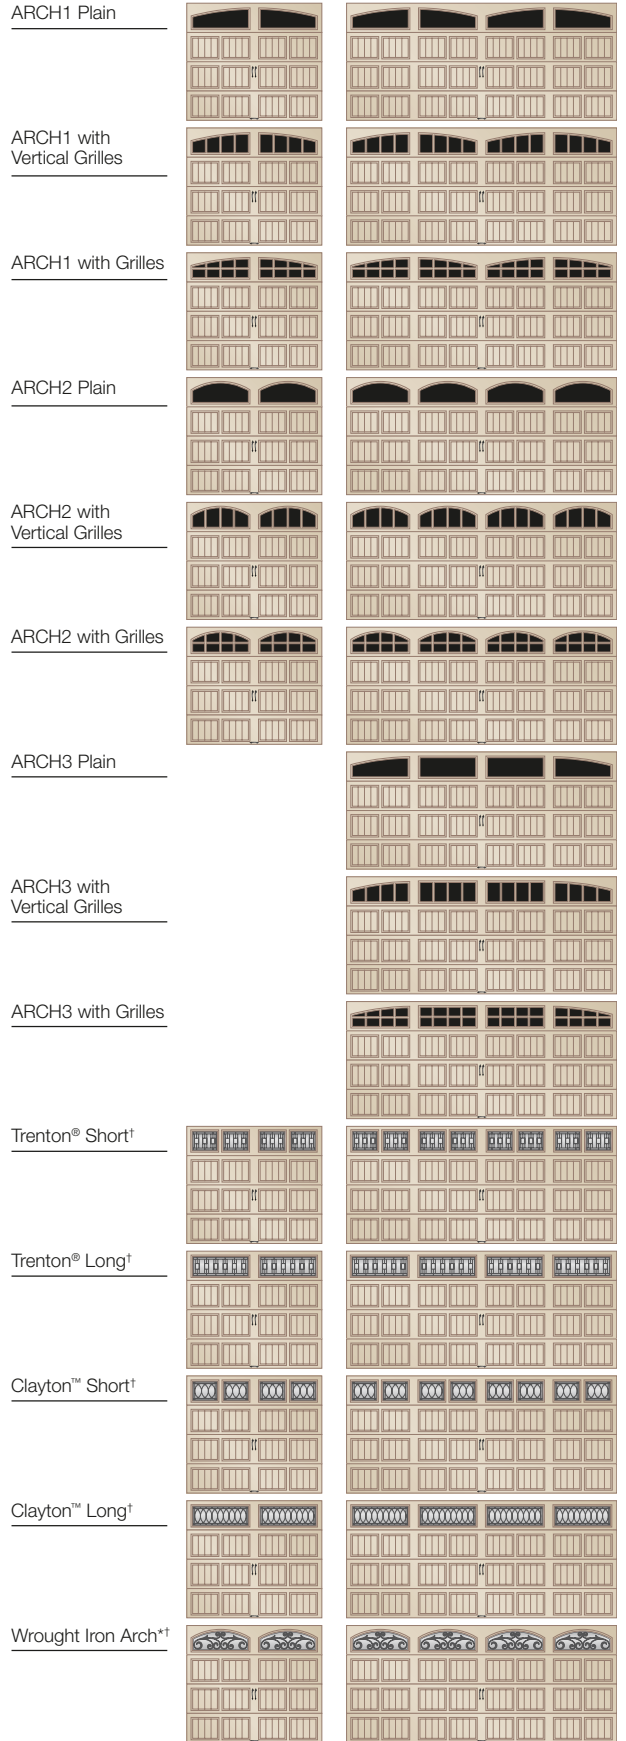 ARCH1 Plain
ARCH1 with
Vertical Grilles
ARCH1 with Grilles
ARCH2 Plain
ARCH2 with
Vertical Grilles
ARCH2 with Grilles
ARCH3 Plain
ARCH3 with
Vertical Grilles
ARCH3 with Grilles
Trenton® Short†
Trenton® Long†
Clayton™ Short†
Clayton™ Long†
Wrought Iron Arch*†